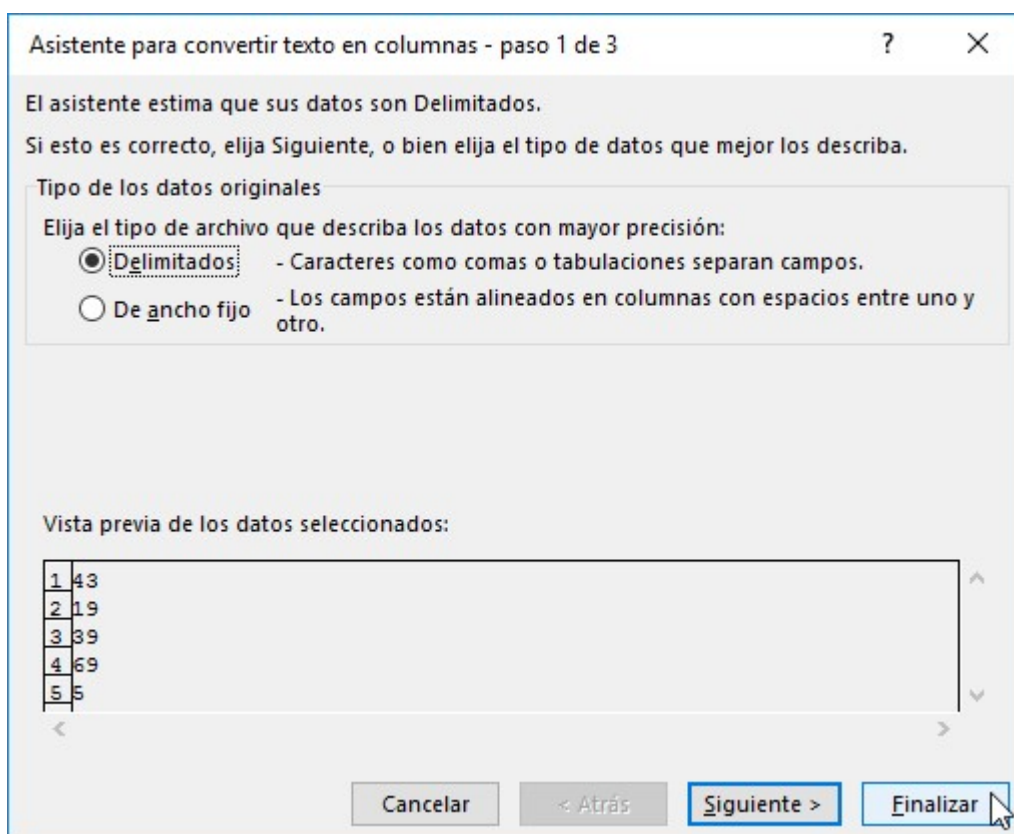 Asistente para convertir texto en columnas - paso 1 de 3 ?
El asistente estima que sus datos son Delimitados.
Si esto es correcto, elija Siguiente, o bien elija el tipo de datos que mejor los describa.
Tipo de los datos originales
Elija el tipo de archivo que describa los datos con mayor precisión:
Delimitados - Caracteres como comas o tabulaciones separan campos.
De ancho fijo - Los campos están alineados en columnas con espacios entre uno y
otro.
Vista previa de los datos seleccionados:
1 43
2 19
3 39
4 69
5 5
Cancelar < Atrás Siguiente > Finalizar